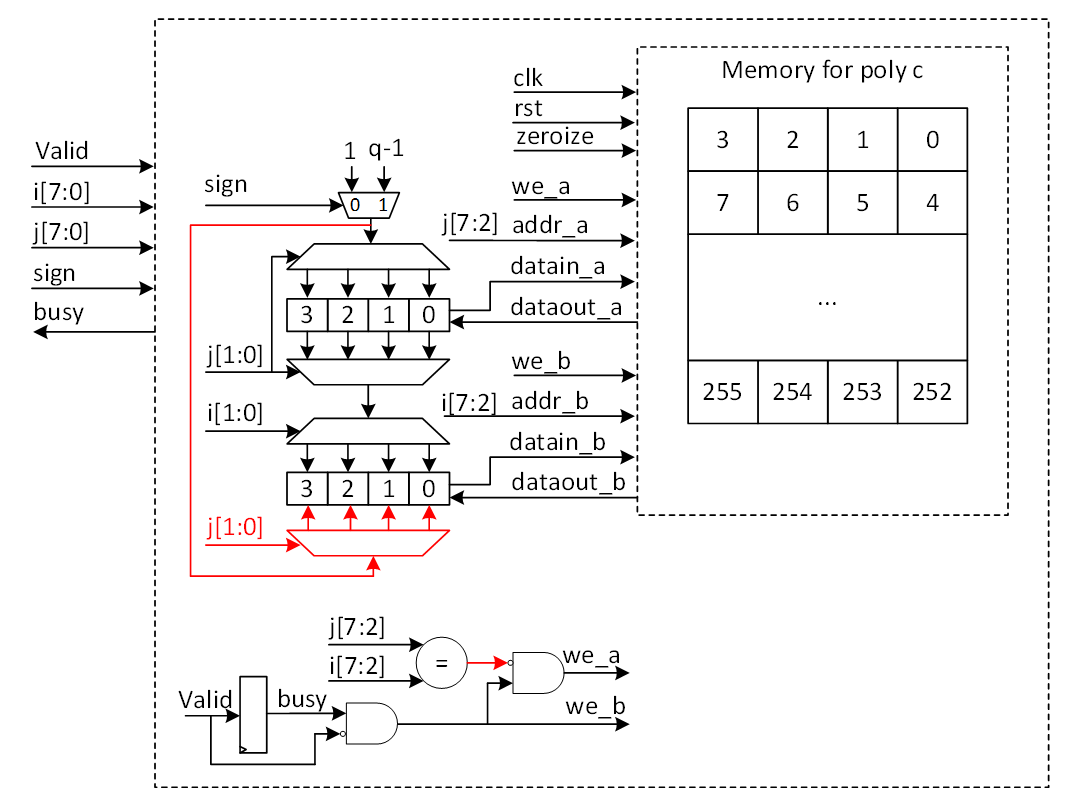 Memory for poly c
clk
rst
zeroize
3 2 1 0
7 6 5 4
...
255 254 253 252
Valid
i[7:0]
j[7:0]
sign
busy
1 q-1
sign
0 1
we_a
j[7:2] addr_a
datain_a
dataout_a
3 2 1 0
j[1:0]
we_b
i[7:2] addr_b
i[1:0]
datain_b
dataout_b
3 2 1 0
j[1:0]
j[7:2]
i[7:2]
=
we_a
Valid
busy
we_b